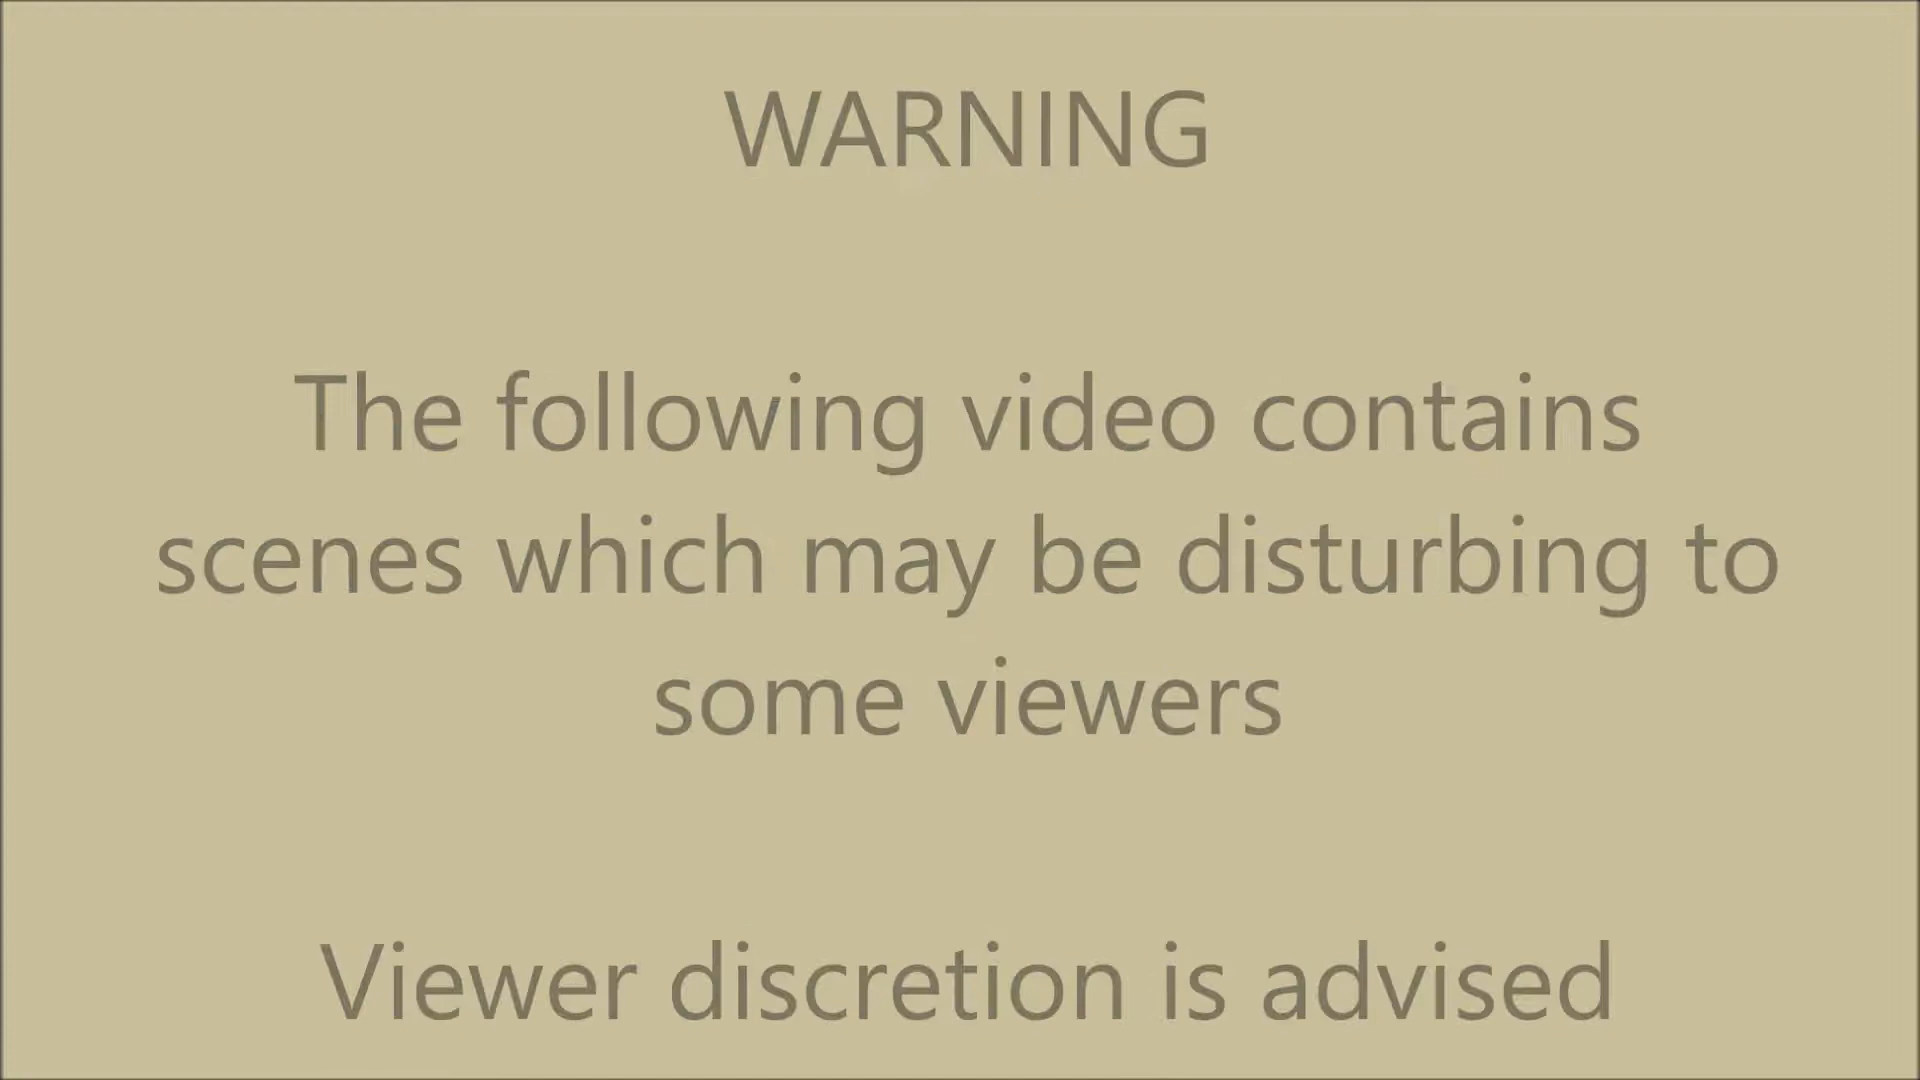 WARNING
The following video contains
scenes which may be disturbing to
some viewers
Viewer discretion is advised